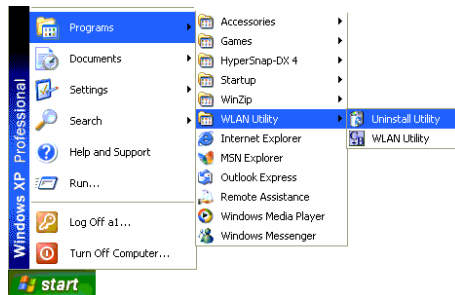 Windows XP Professional
Programs
Documents
Settings
Search
Help and Support
Run...
Log Off a1...
Turn Off Computer...
start
Accessories
Games
HyperSnap-DX 4
Startup
WinZip
WLAN Utility
Internet Explorer
MSN Explorer
Outlook Express
Remote Assistance
Windows Media Player
Windows Messenger
Uninstall Utility
WLAN Utility